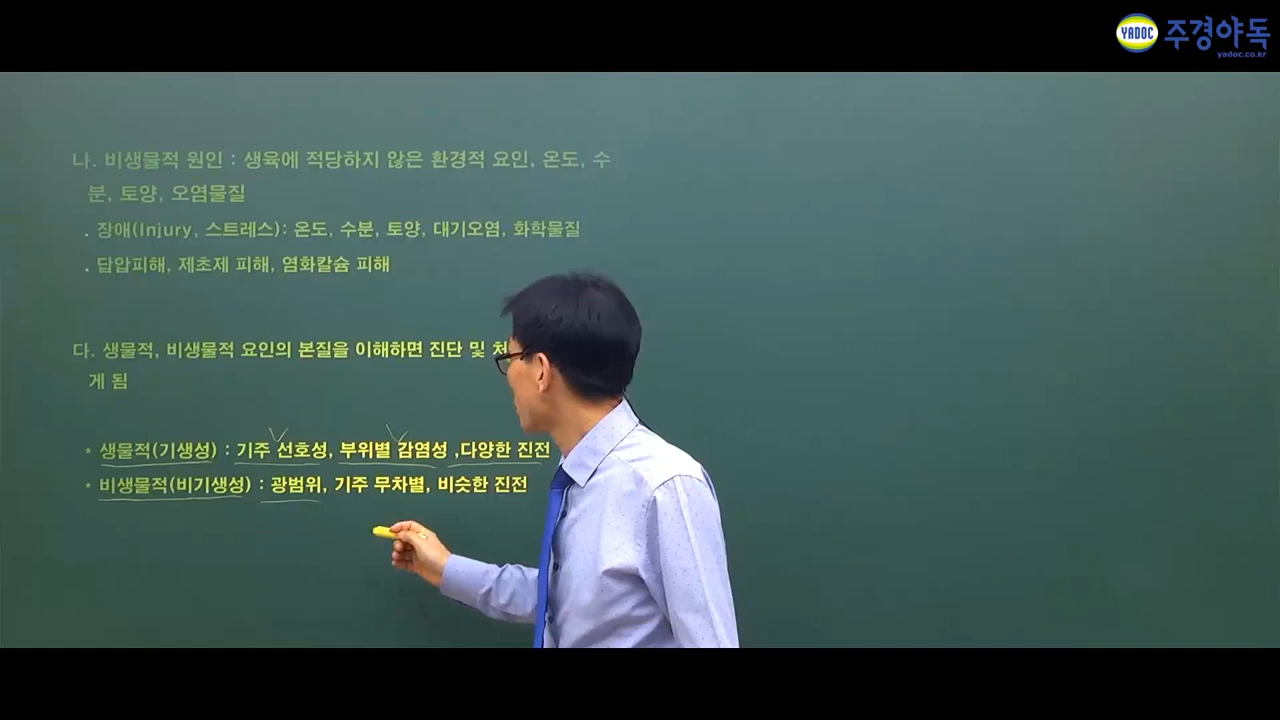 YADOC 주경야독
yadoc.co.kr
나. 비생물적 원인 : 생육에 적당하지 않은 환경적 요인, 온도, 수
분, 토양, 오염물질
. 장애(Injury, 스트레스): 온도, 수분, 토양, 대기오염, 화학물질
. 답압피해, 제초제 피해, 염화칼슘 피해
다. 생물적, 비생물적 요인의 본질을 이해하면 진단 및
게 됨
* 생물적(기생성) : 기주 선호성, 부위별 감염성 ,다양한 진전
* 비생물적(비기생성) : 광범위, 기주 무차별, 비슷한 진전